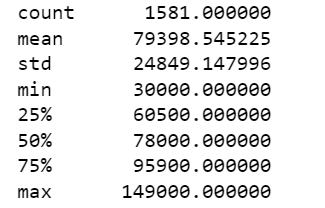 count 1581.000000
mean 79398.545225
std 24849.147996
min 30000.000000
25% 60500.000000
50% 78000.000000
75% 95900.000000
max 149000.000000